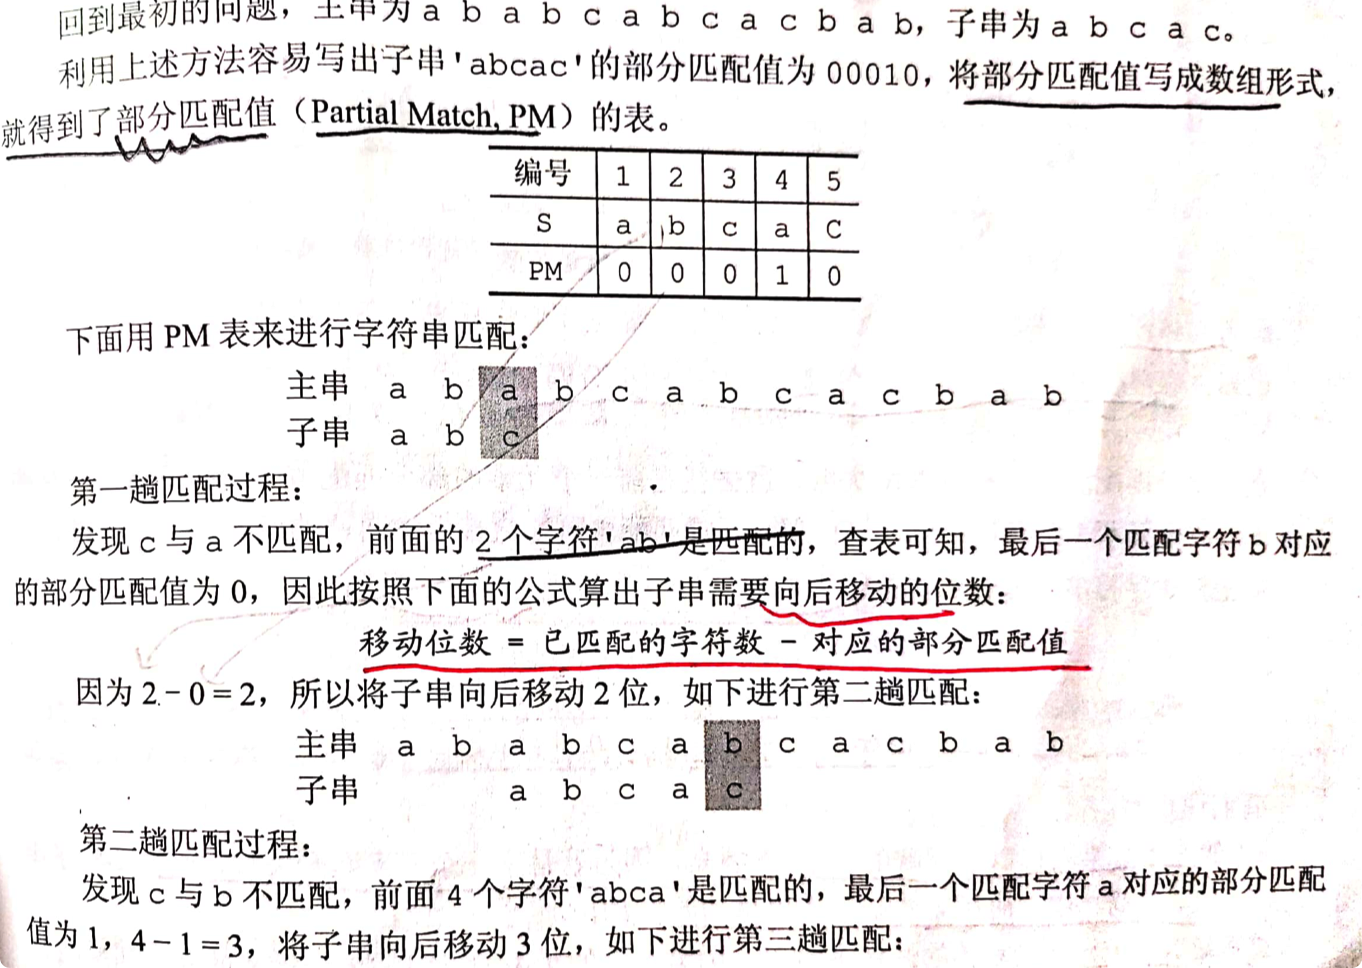 回到最初的问题，主串为 a b a b c a b c a c b a b，子串为 a b c a c。
利用上述方法容易写出子串'abcac'的部分匹配值为 00010，将部分匹配值写成数组形式，
就得到了部分匹配值（Partial Match, PM）的表。
编号 1 2 3 4 5
S a b c a C
PM 0 0 0 1 0
下面用 PM 表来进行字符串匹配：
主串 a b a b c a b c a c b a b
子串 a b c
第一趟匹配过程：
发现 c 与 a 不匹配，前面的 2 个字符'ab'是匹配的，查表可知，最后一个匹配字符 b 对应
的部分匹配值为 0，因此按照下面的公式算出子串需要向后移动的位数：
移动位数 = 已匹配的字符数 - 对应的部分匹配值
因为 2 - 0 = 2，所以将子串向后移动 2 位，如下进行第二趟匹配：
主串 a b a b c a b c a c b a b
子串 a b c a c
第二趟匹配过程：
发现 c 与 b 不匹配，前面 4 个字符'abca'是匹配的，最后一个匹配字符 a 对应的部分匹配
值为 1，4 - 1 = 3，将子串向后移动 3 位，如下进行第三趟匹配：